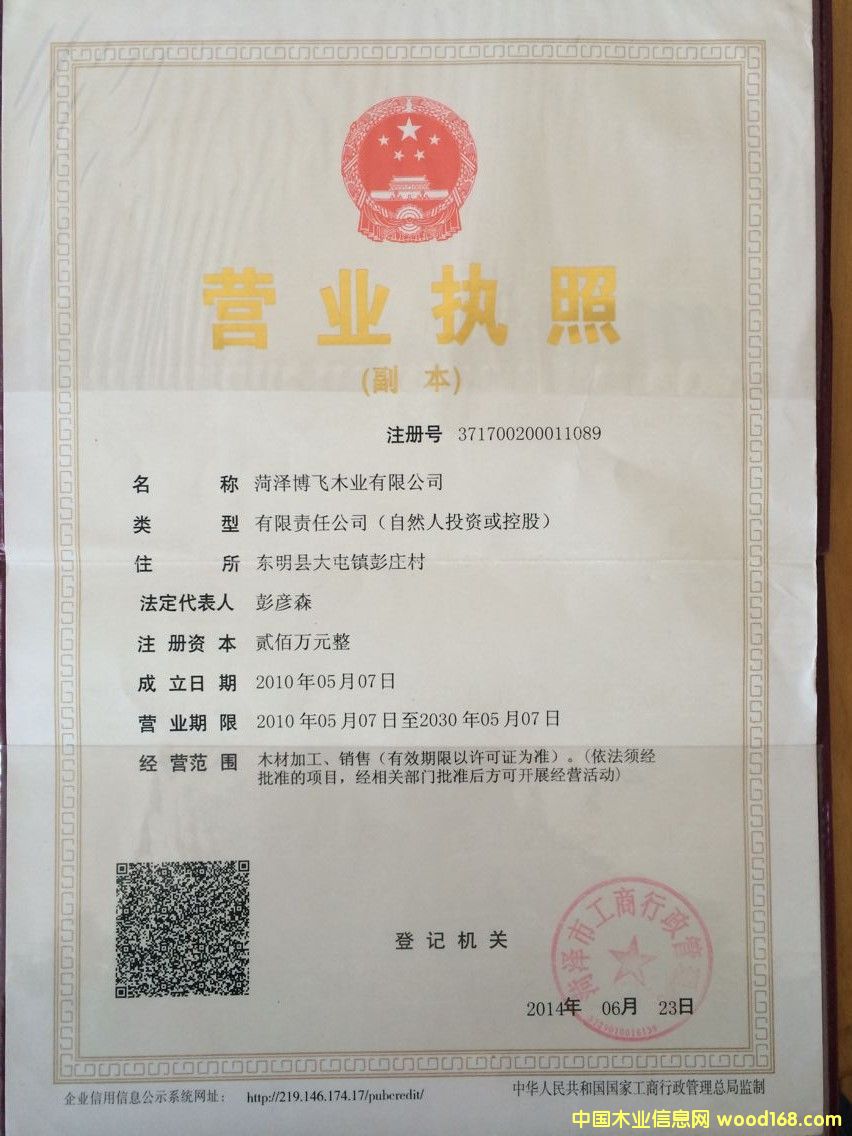 营业执照
(副 本)
注册号 371700200011089
名 称 菏泽博飞木业有限公司
类 型 有限责任公司（自然人投资或控股）
住 所 东明县大屯镇彭庄村
法定代表人 彭彦森
注 册 资 本 贰佰万元整
成 立 日 期 2010年05月07日
营 业 期 限 2010年05月07日至2030年05月07日
经 营 范 围 木材加工、销售（有效期限以许可证为准）。(依法须经
批准的项目，经相关部门批准后方可开展经营活动)
菏泽市工商行政管
登 记 机 关
2014年 06月 23日
企业信用信息公示系统网址： http://219.146.174.17/pubcredit/
中华人民共和国国家工商行政管理总局监制
中国木业信息网 wood168.com